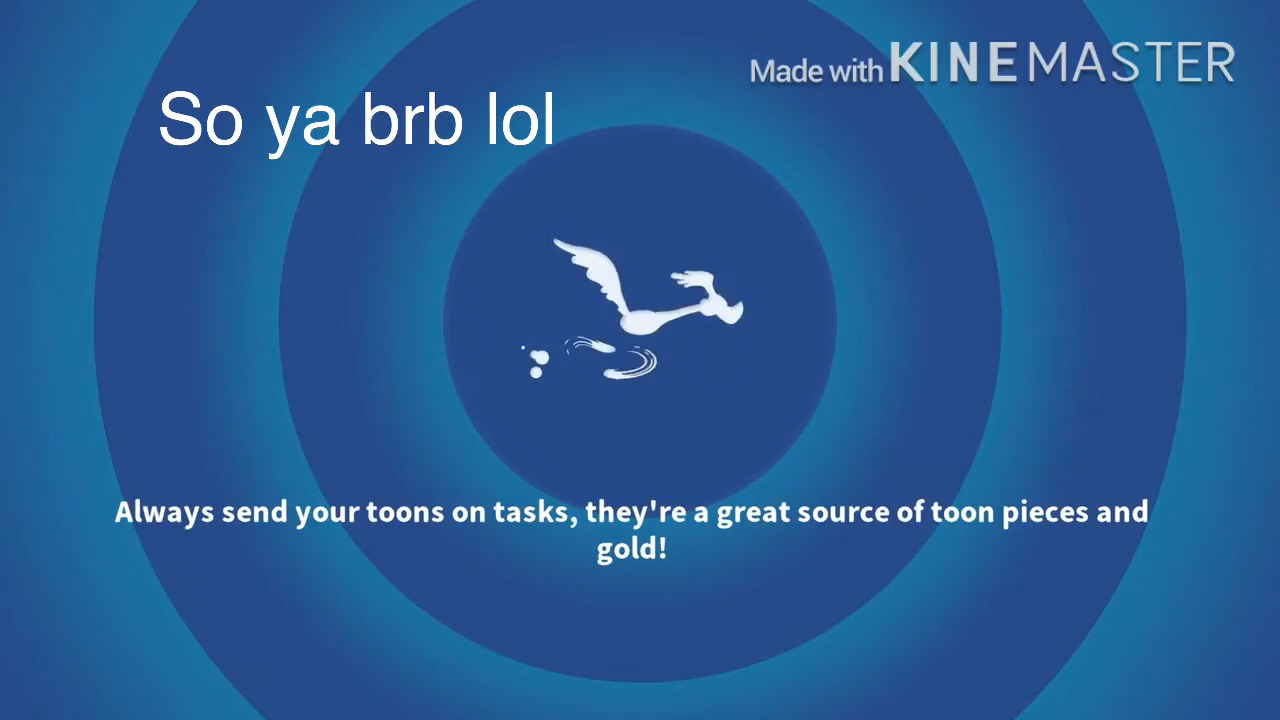 Made with KINEMASTER
So ya brb lol
Always send your toons on tasks, they're a great source of toon pieces and
gold!